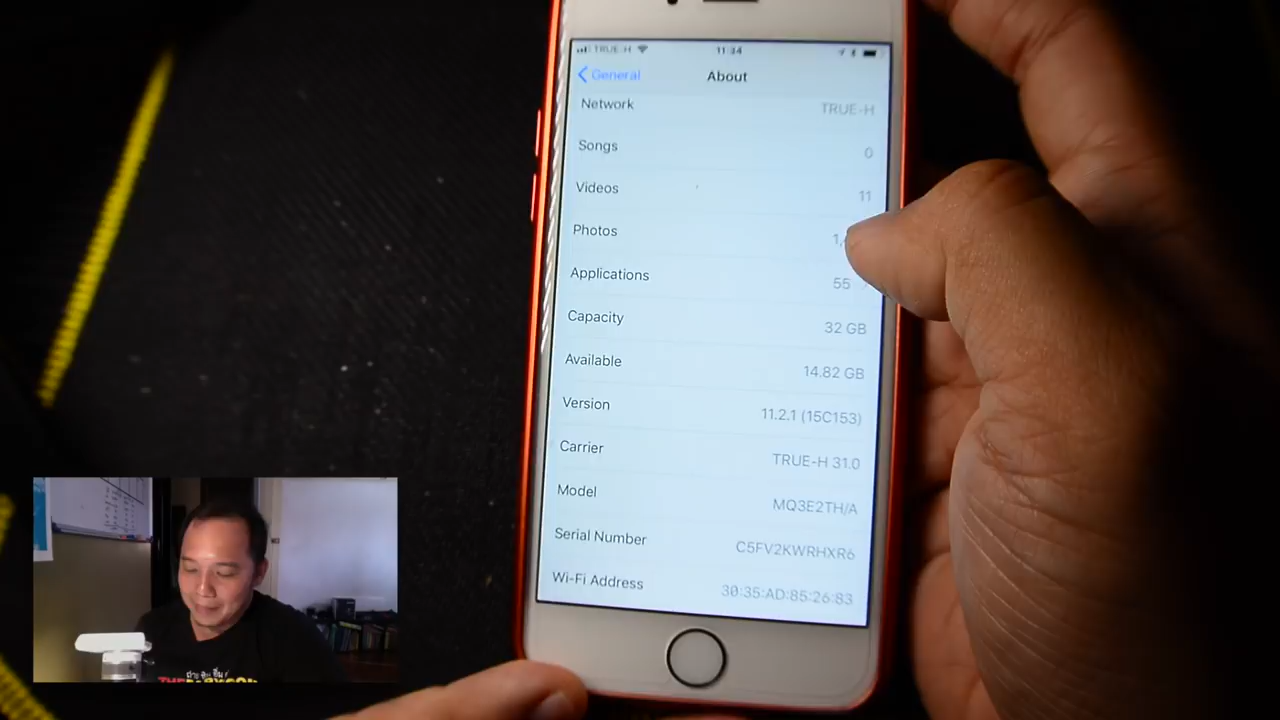 TRUE-H 11:34
General About
Network TRUE-H
Songs 0
Videos 11
Photos 1,
Applications 55
Capacity 32 GB
Available 14.82 GB
Version 11.2.1 (15C153)
Carrier TRUE-H 31.0
Model MQ3E2TH/A
Serial Number C5FV2KWRHXR6
Wi-Fi Address 30:35:AD:85:26:83